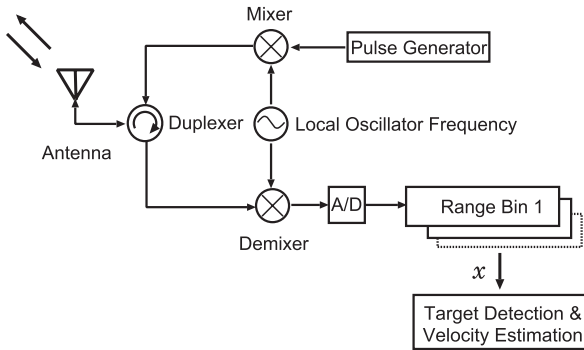 Mixer
Pulse Generator
Duplexer
Local Oscillator Frequency
Antenna
A/D
Range Bin 1
Demixer
x
Target Detection &
Velocity Estimation